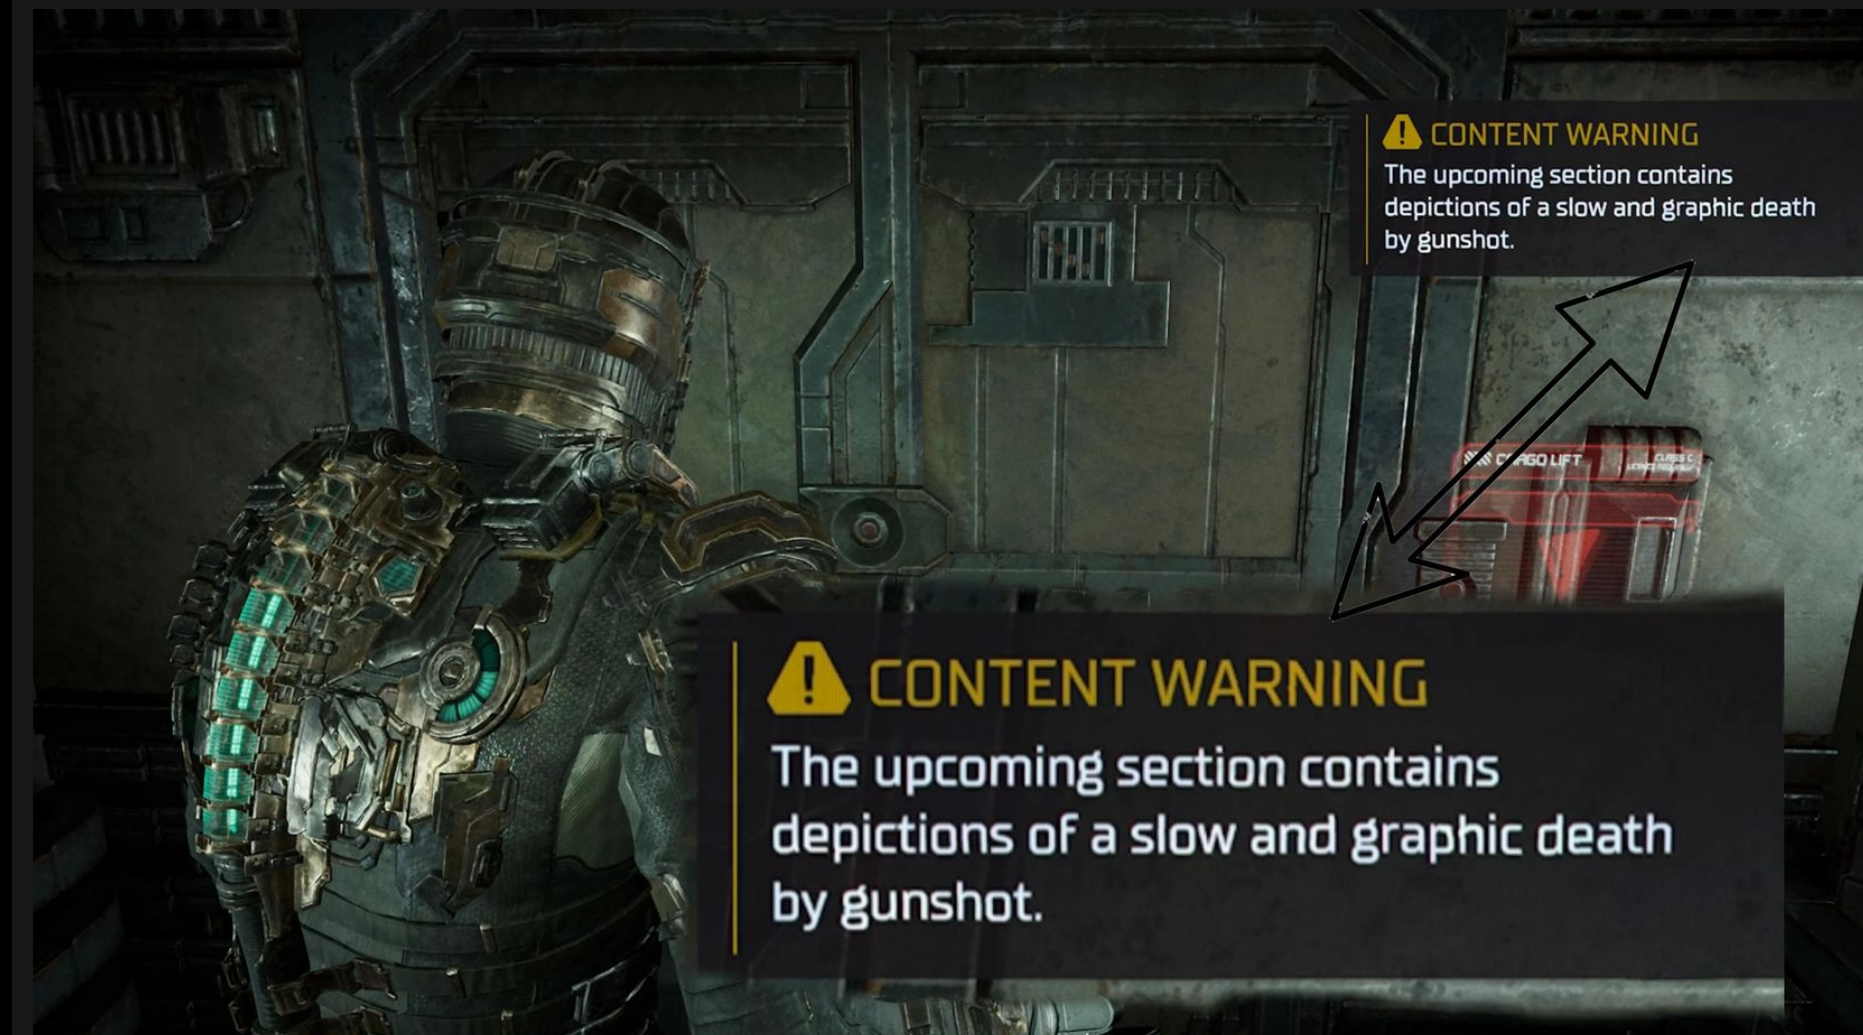 CONTENT WARNING
The upcoming section contains
depictions of a slow and graphic death
by gunshot.
CARGO LIFT
CLASS C
CONTENT WARNING
The upcoming section contains
depictions of a slow and graphic death
by gunshot.